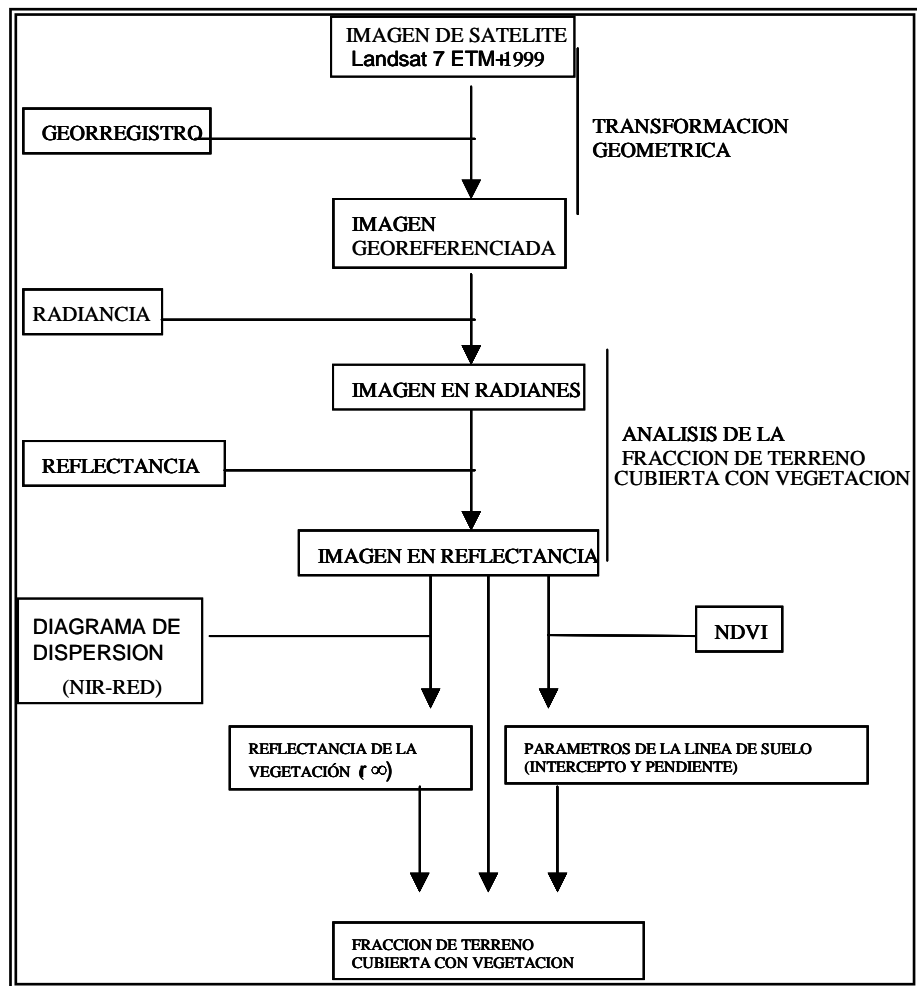 IMAGEN DE SATELITE
Landsat 7 ETM+1999
GEORREGISTRO
TRANSFORMACION
GEOMETRICA
IMAGEN
GEOREFERENCIADA
RADIANCIA
IMAGEN EN RADIANES
ANALISIS DE LA
FRACCION DE TERRENO
CUBIERTA CON VEGETACION
REFLECTANCIA
IMAGEN EN REFLECTANCIA
DIAGRAMA DE
DISPERSION
(NIR-RED)
NDVI
REFLECTANCIA DE LA
VEGETACIÓN (r ∞)
PARAMETROS DE LA LINEA DE SUELO
(INTERCEPTO Y PENDIENTE)
FRACCION DE TERRENO
CUBIERTA CON VEGETACION